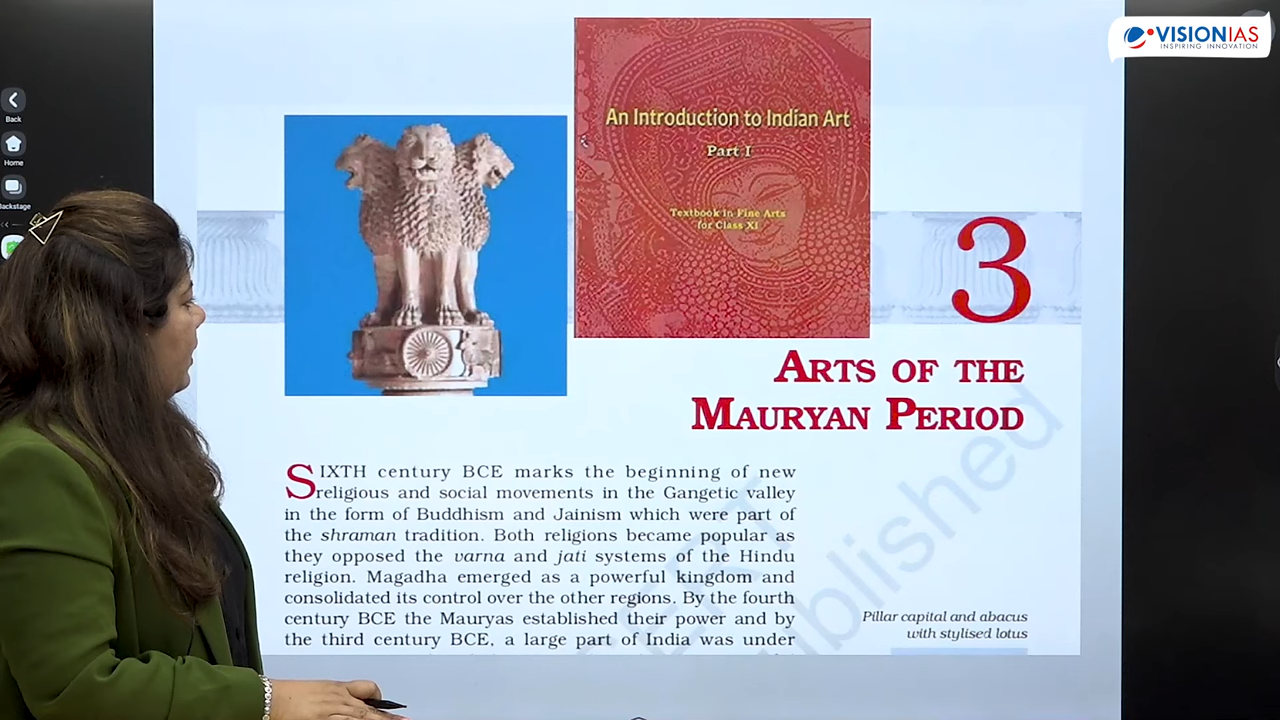 VISIONIAS
INSPIRING INNOVATION
Back
Home
Backstage
An Introduction to Indian Art
Part I
Textbook in Fine Arts
for Class XI
3
ARTS OF THE
MAURYAN PERIOD
SIXTH century BCE marks the beginning of new
religious and social movements in the Gangetic valley
in the form of Buddhism and Jainism which were part of
the shraman tradition. Both religions became popular as
they opposed the varna and jati systems of the Hindu
religion. Magadha emerged as a powerful kingdom and
consolidated its control over the other regions. By the fourth
century BCE the Mauryas established their power and by
the third century BCE, a large part of India was under
Pillar capital and abacus
with stylised lotus